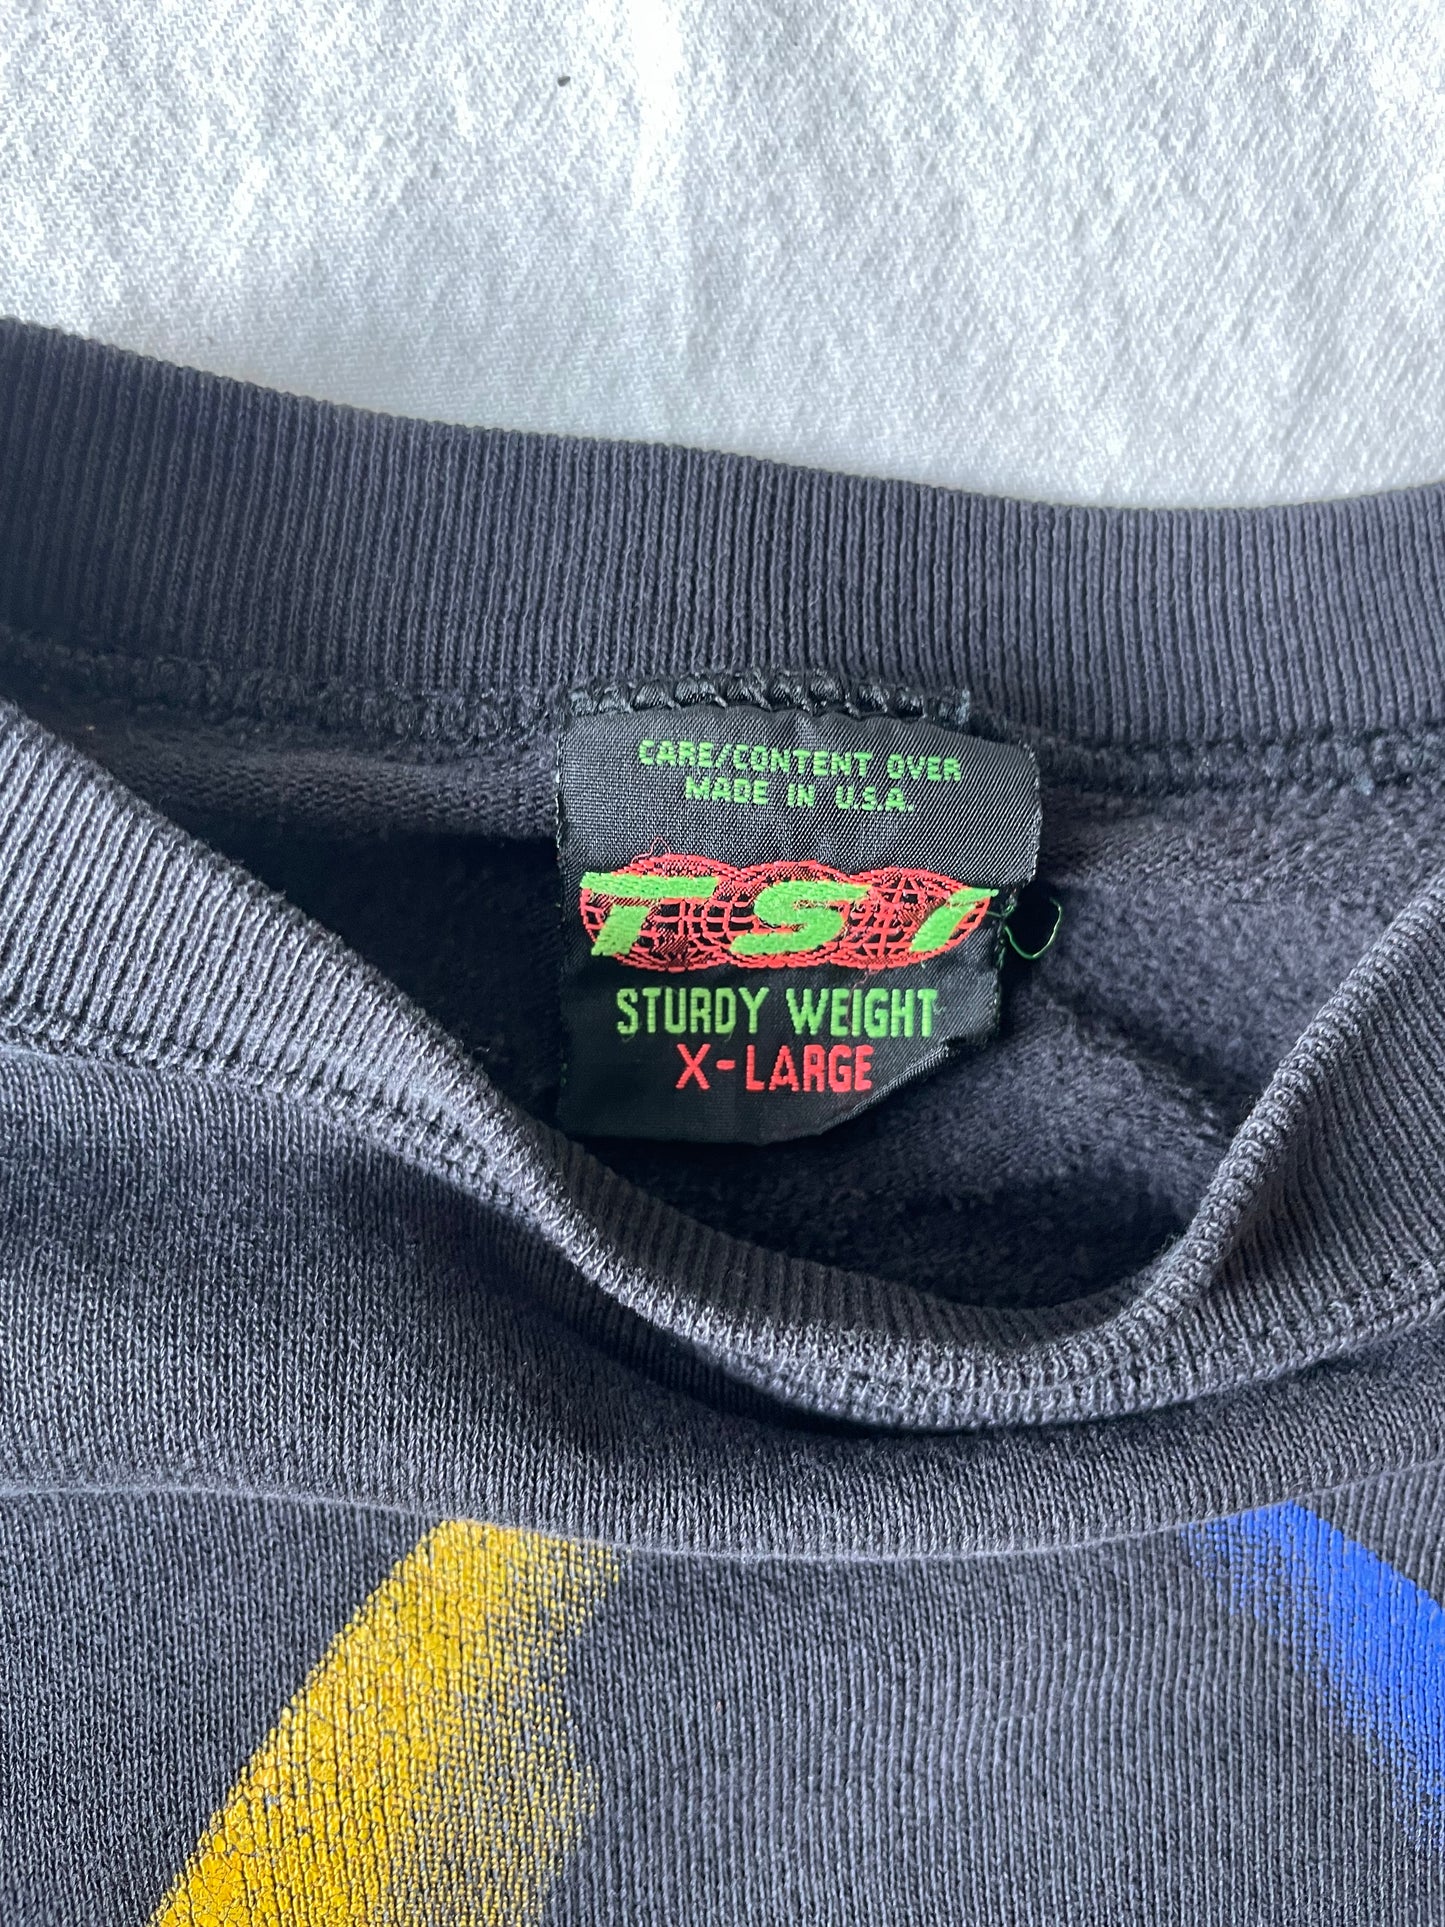 CARE/CONTENT OVER
MADE IN U.S.A.
TSI
STURDY WEIGHT
X-LARGE